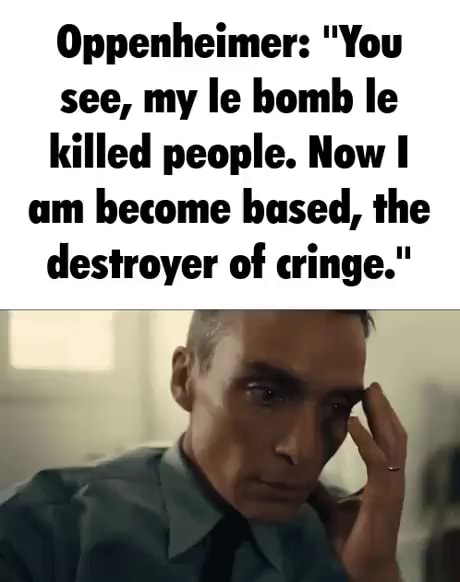 Oppenheimer: "You
see, my le bomb le
killed people. Now I
am become based, the
destroyer of cringe."